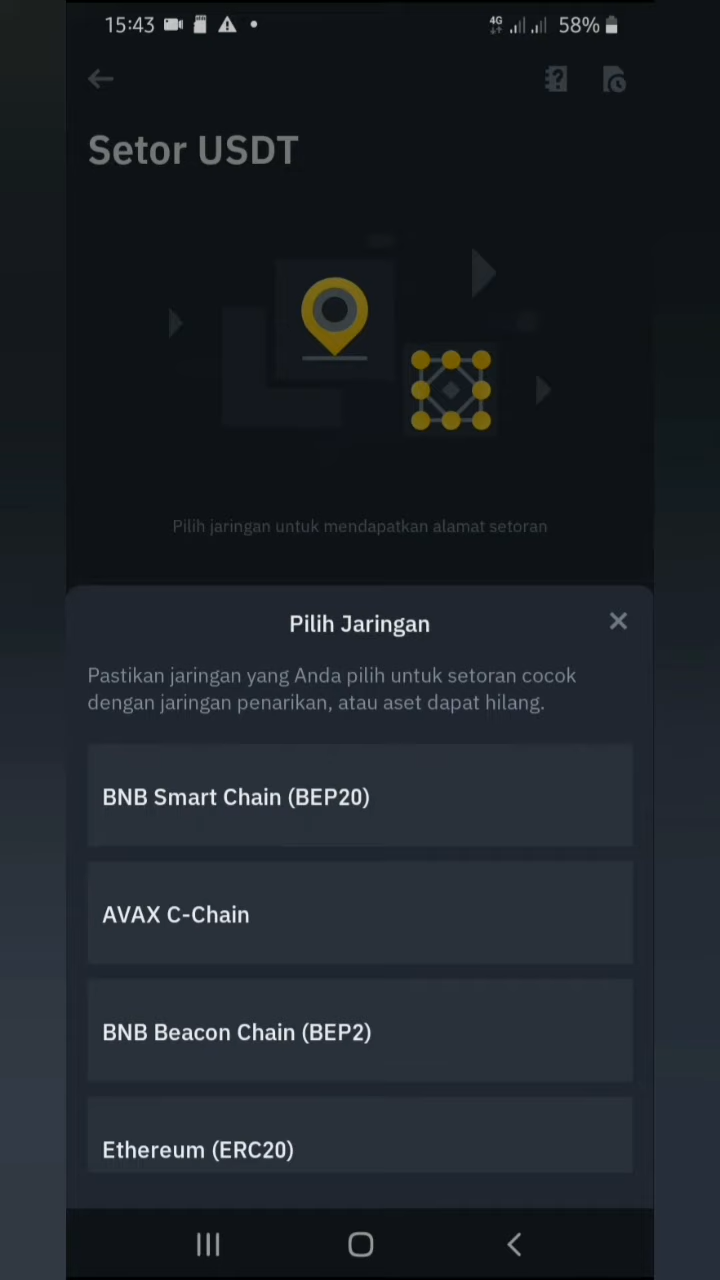 15:43
4G 58%
Setor USDT
Pilih jaringan untuk mendapatkan alamat setoran
Pilih Jaringan
Pastikan jaringan yang Anda pilih untuk setoran cocok
dengan jaringan penarikan, atau aset dapat hilang.
BNB Smart Chain (BEP20)
AVAX C-Chain
BNB Beacon Chain (BEP2)
Ethereum (ERC20)